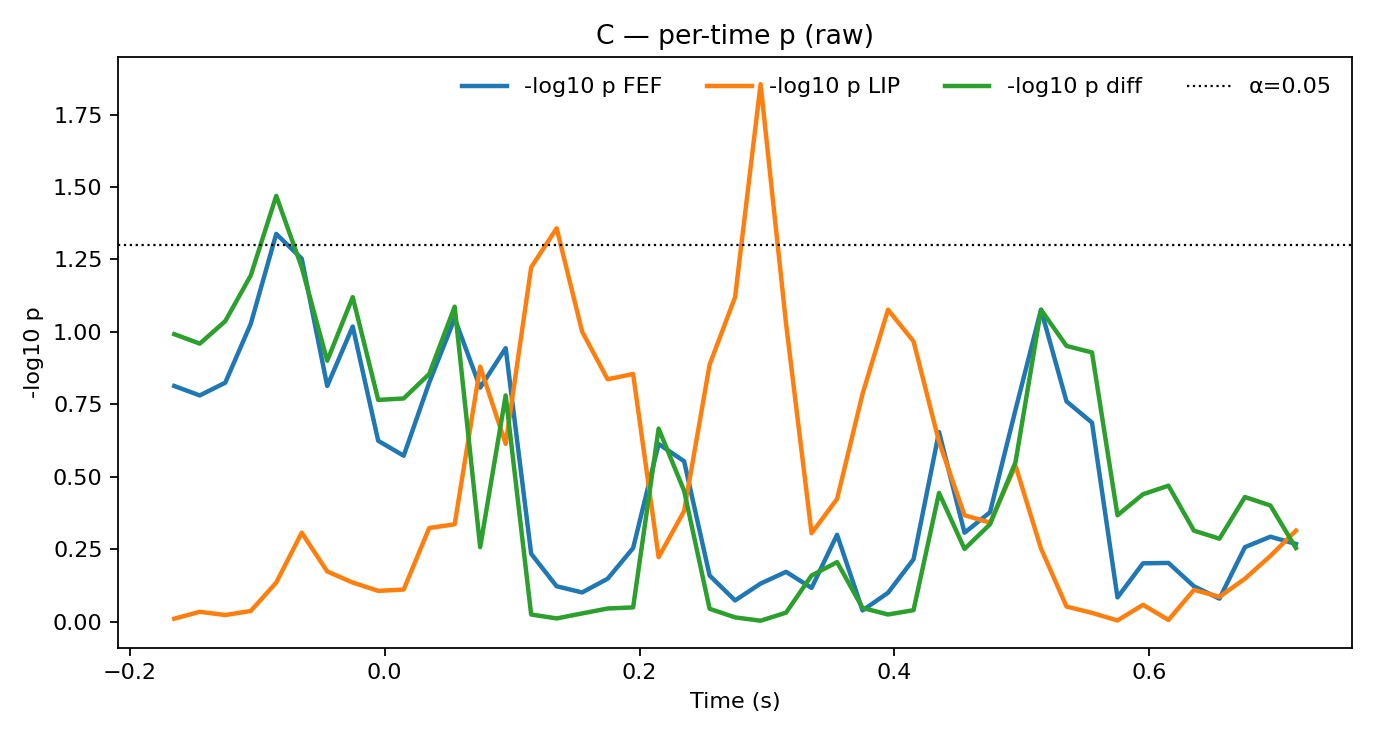 C — per-time p (raw)
-log10 p FEF -log10 p LIP -log10 p diff α=0.05
1.75
1.50
1.25
1.00
0.75
0.50
0.25
0.00
-log10 p
−0.2 0.0 0.2 0.4 0.6
Time (s)